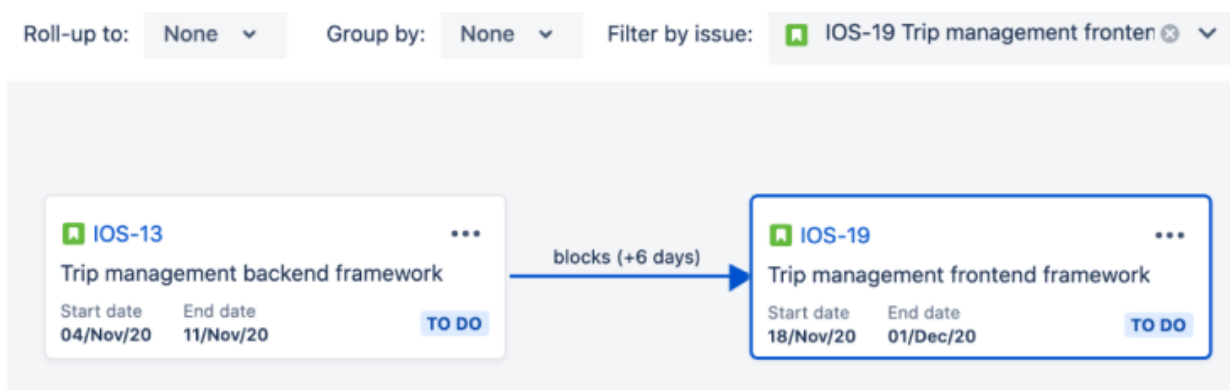 Roll-up to: None Group by: None Filter by issue: IOS-19 Trip management fronten
IOS-13
Trip management backend framework
Start date End date
04/Nov/20 11/Nov/20 TO DO
blocks (+6 days)
IOS-19
Trip management frontend framework
Start date End date
18/Nov/20 01/Dec/20 TO DO